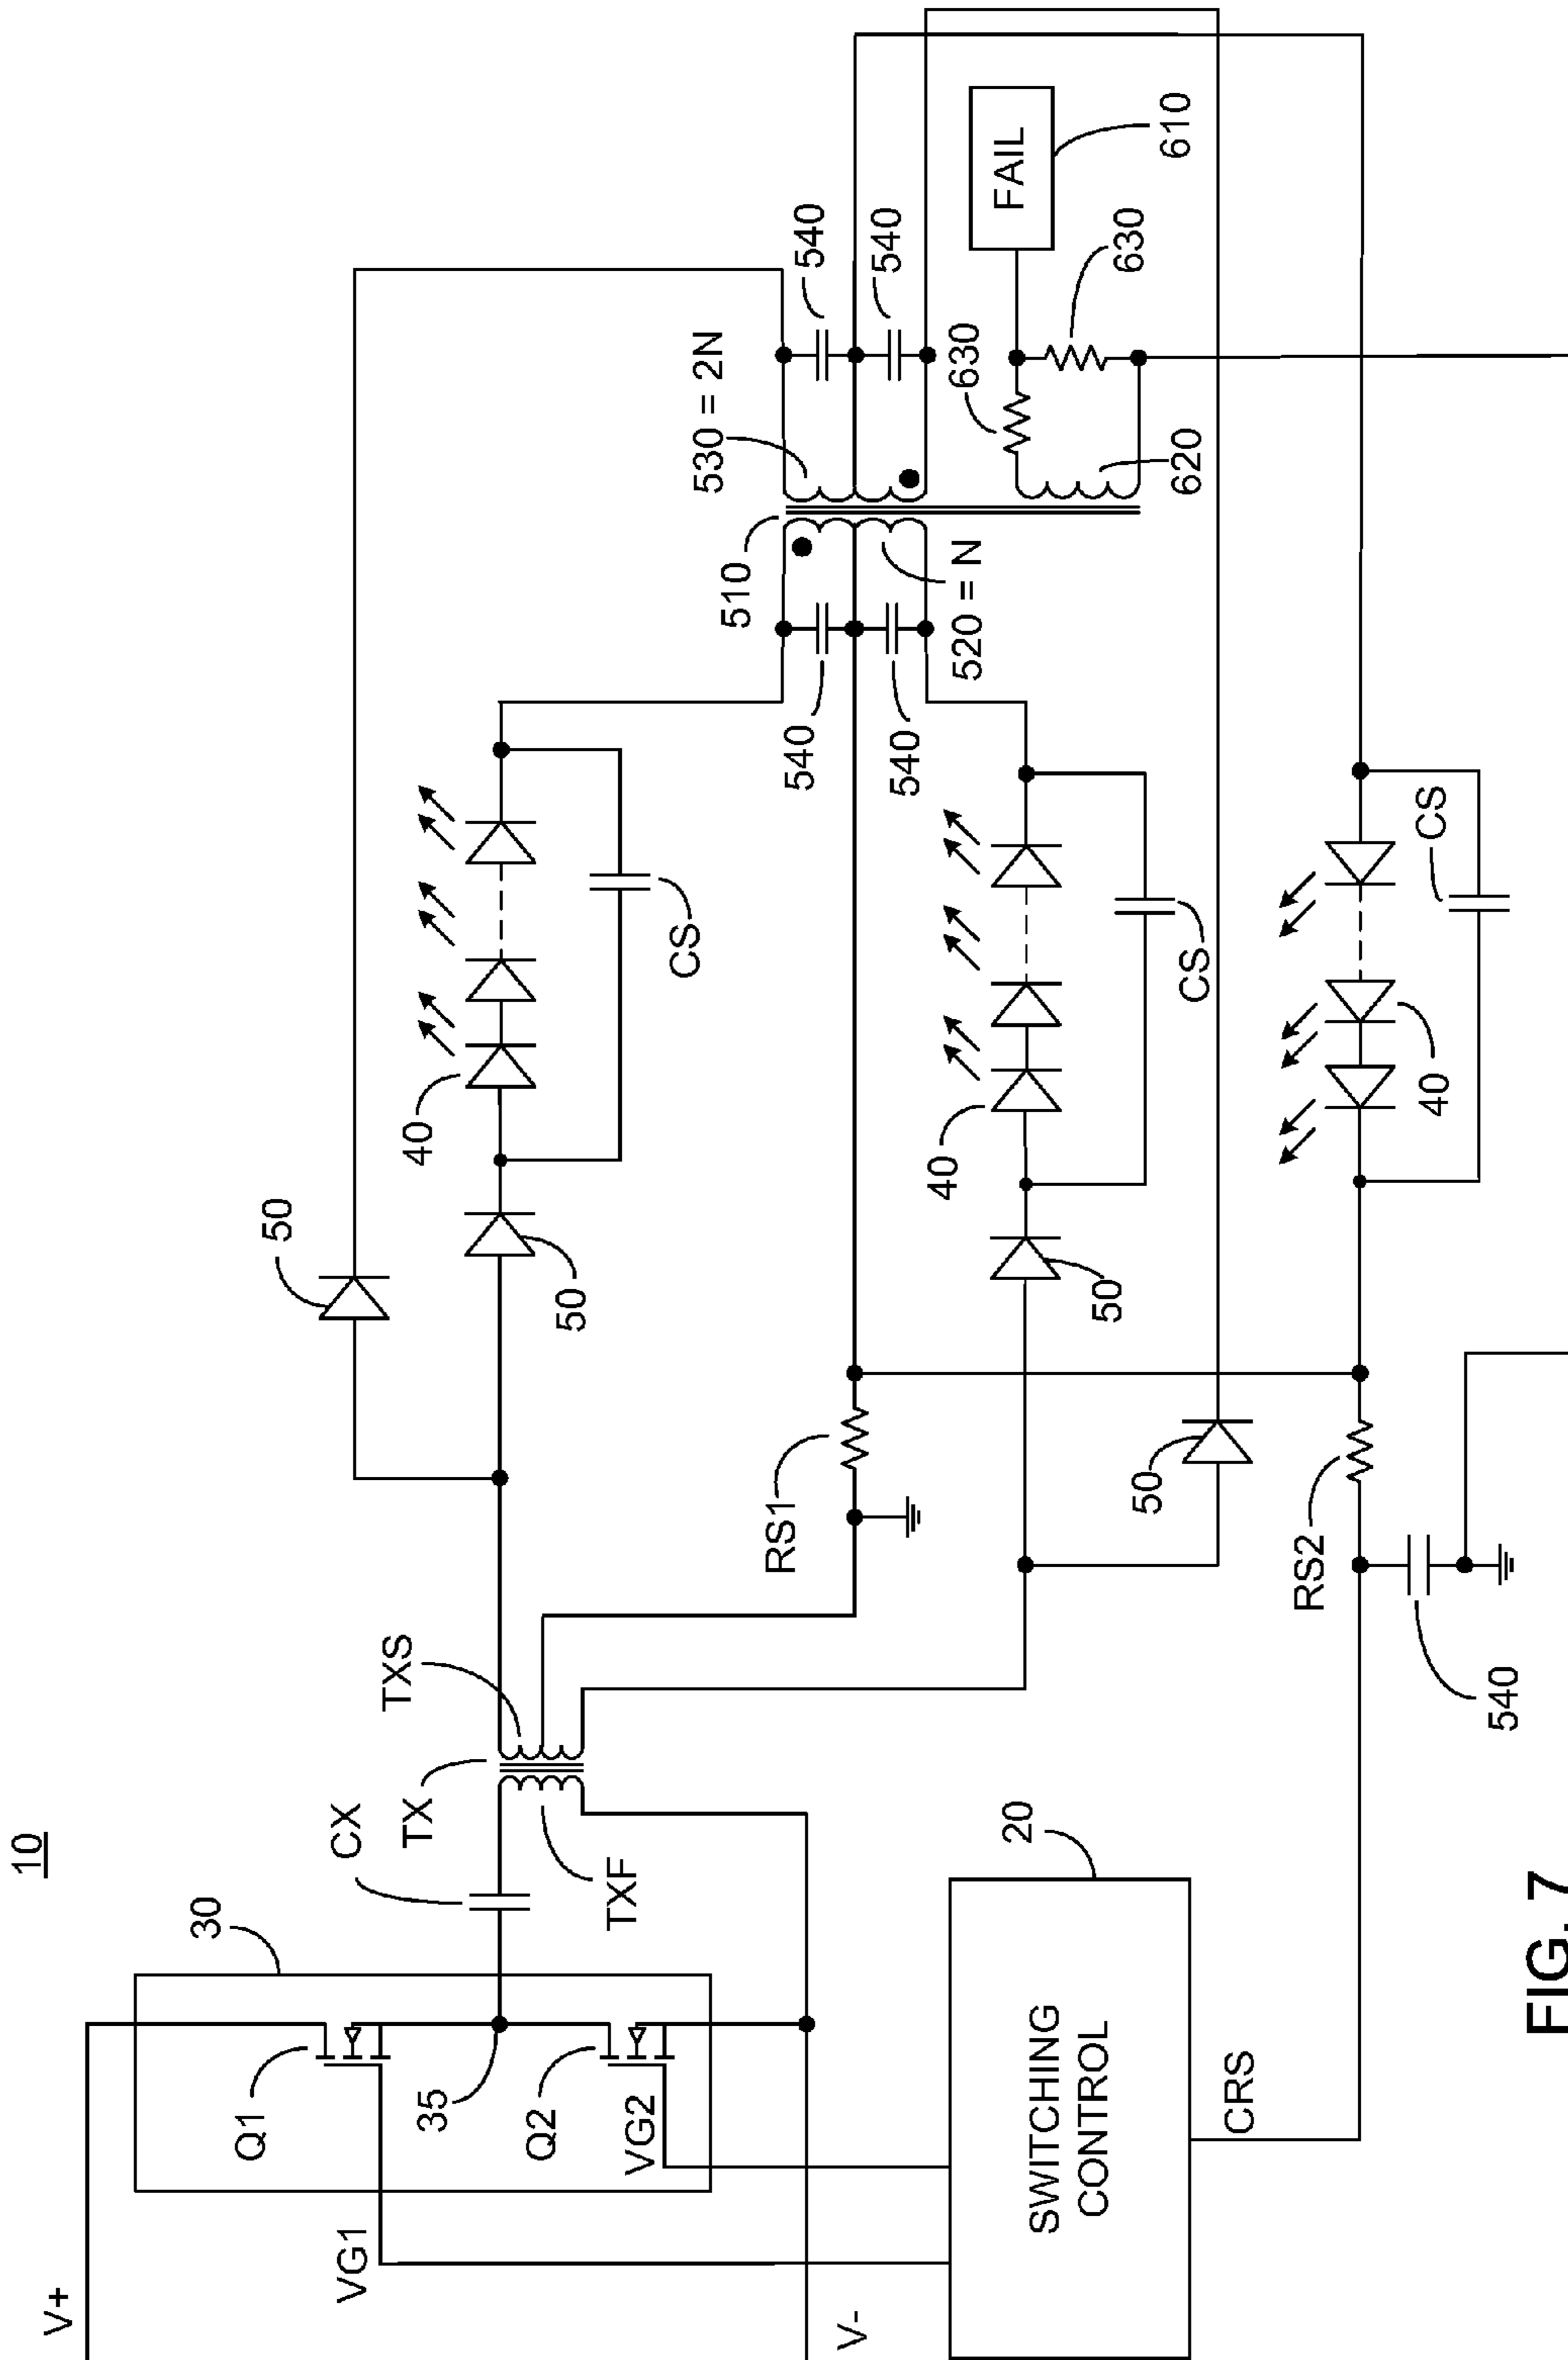 10
V+
VG1
Q1
30
35
Q2
VG2
V-
CX
TX
TXF
TXS
SWITCHING
CONTROL
20
CRS
50
50
40
CS
RS1
50
40
CS
50
RS2
540
40
CS
510
540
540
520 = N
530 = 2N
540
540
630
630
620
FAIL
610
FIG. 7